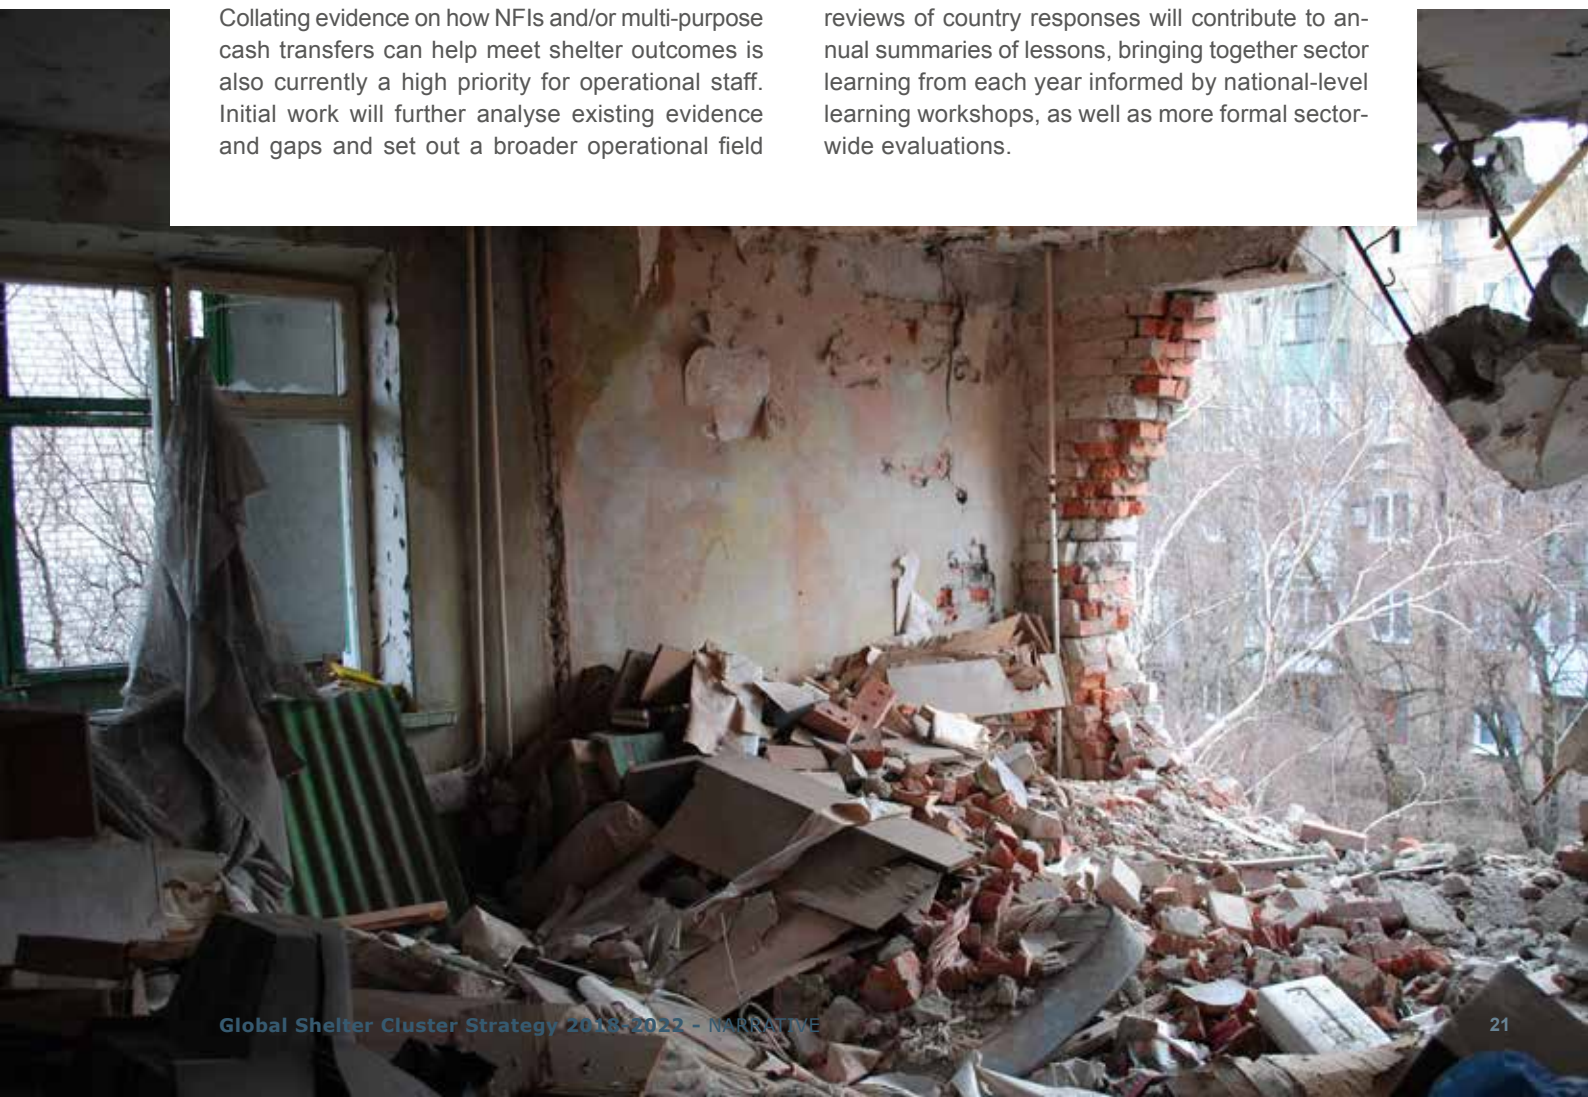 Collating evidence on how NFIs and/or multi-purpose
cash transfers can help meet shelter outcomes is
also currently a high priority for operational staff.
Initial work will further analyse existing evidence
and gaps and set out a broader operational field
reviews of country responses will contribute to an-
nual summaries of lessons, bringing together sector
learning from each year informed by national-level
learning workshops, as well as more formal sector-
wide evaluations.
Global Shelter Cluster Strategy 2018-2022 - NARRATIVE
21